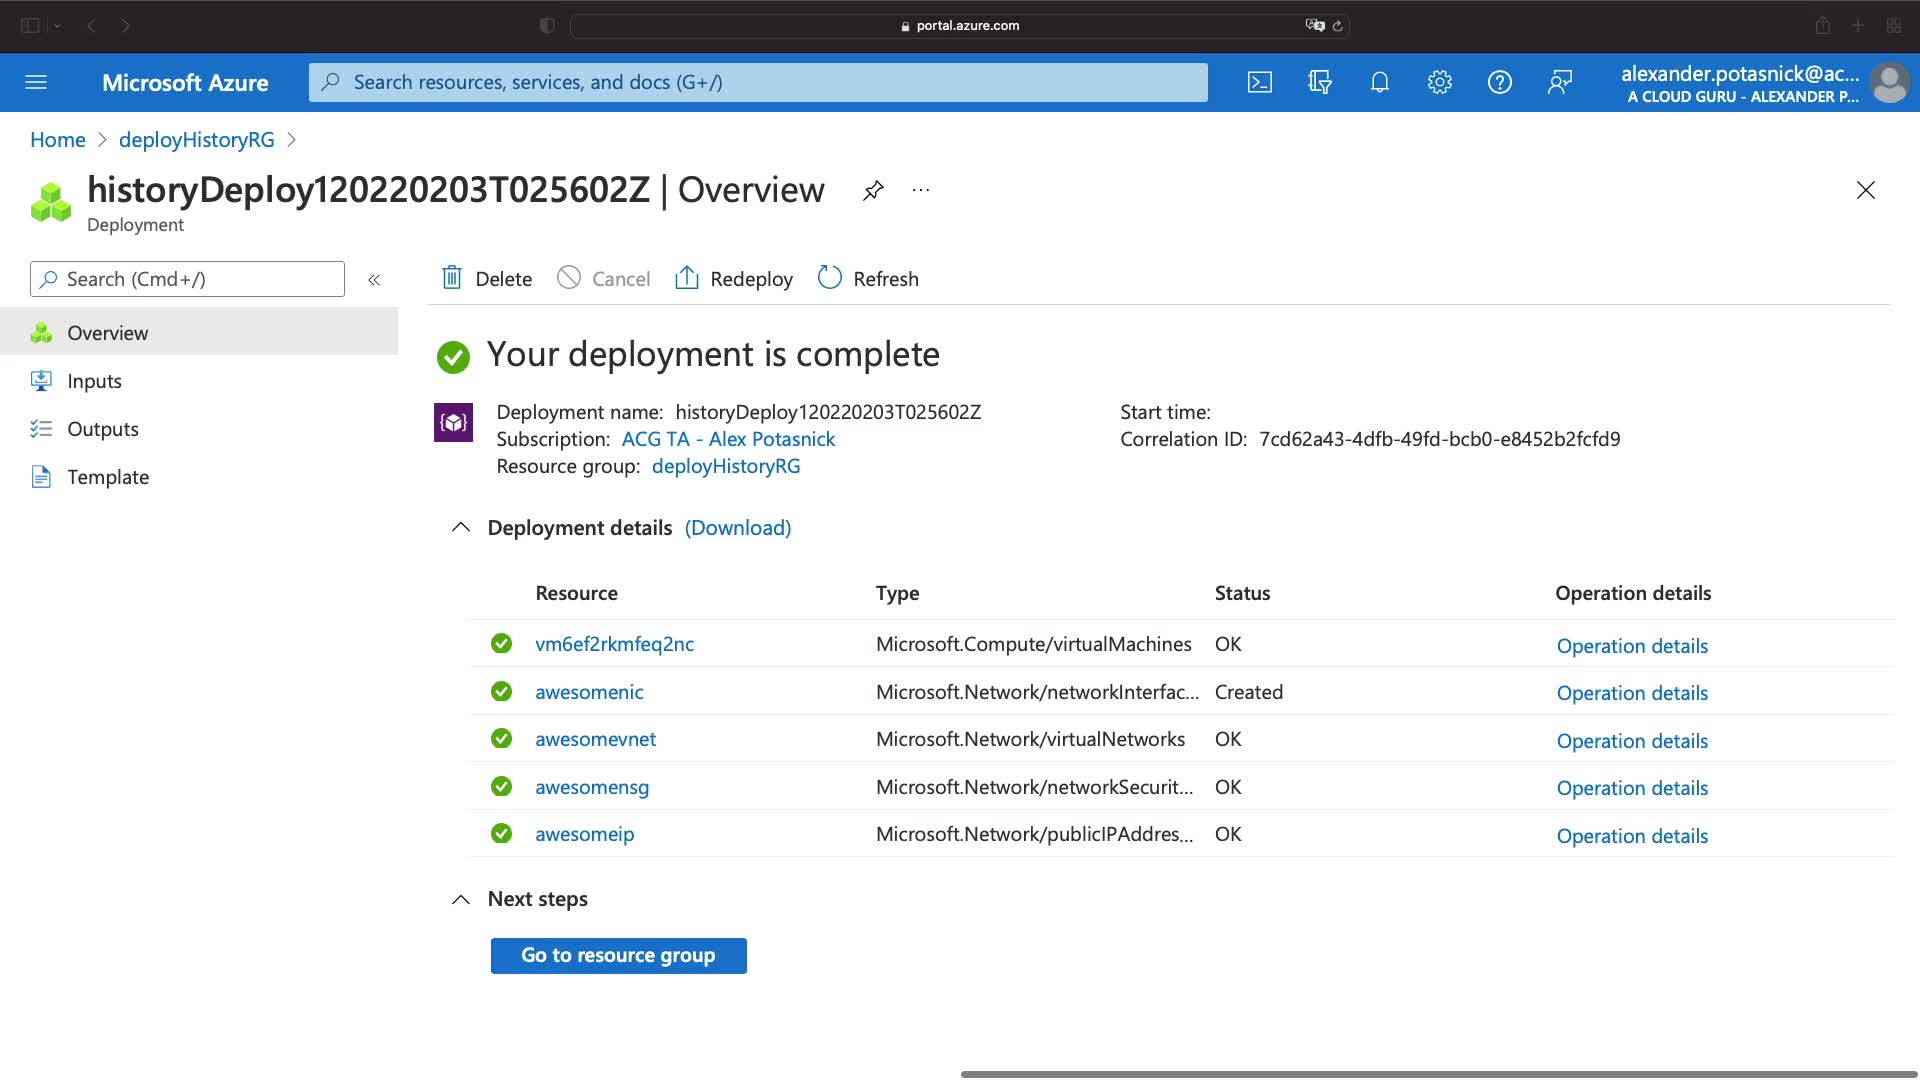 portal.azure.com
Microsoft Azure
Search resources, services, and docs (G+/)
alexander.potasnick@ac...
A CLOUD GURU - ALEXANDER P...
Home > deployHistoryRG >
historyDeploy120220203T025602Z | Overview ...
Deployment
Search (Cmd+/) «
Delete Cancel Redeploy Refresh
Overview
Inputs
Outputs
Template
Your deployment is complete
Deployment name: historyDeploy120220203T025602Z Start time:
Subscription: ACG TA - Alex Potasnick Correlation ID: 7cd62a43-4dfb-49fd-bcb0-e8452b2fcfd9
Resource group: deployHistoryRG
Deployment details (Download)
Resource Type Status Operation details
vm6ef2rkmfeq2nc Microsoft.Compute/virtualMachines OK Operation details
awesomenic Microsoft.Network/networkInterfac... Created Operation details
awesomevnet Microsoft.Network/virtualNetworks OK Operation details
awesomensg Microsoft.Network/networkSecurit... OK Operation details
awesomeip Microsoft.Network/publicIPAddres... OK Operation details
Next steps
Go to resource group